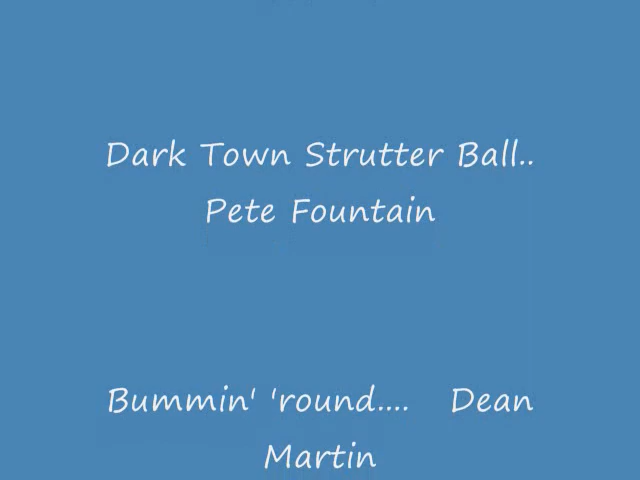 Dark Town Strutter Ball..
Pete Fountain
Bummin' 'round.... Dean
Martin